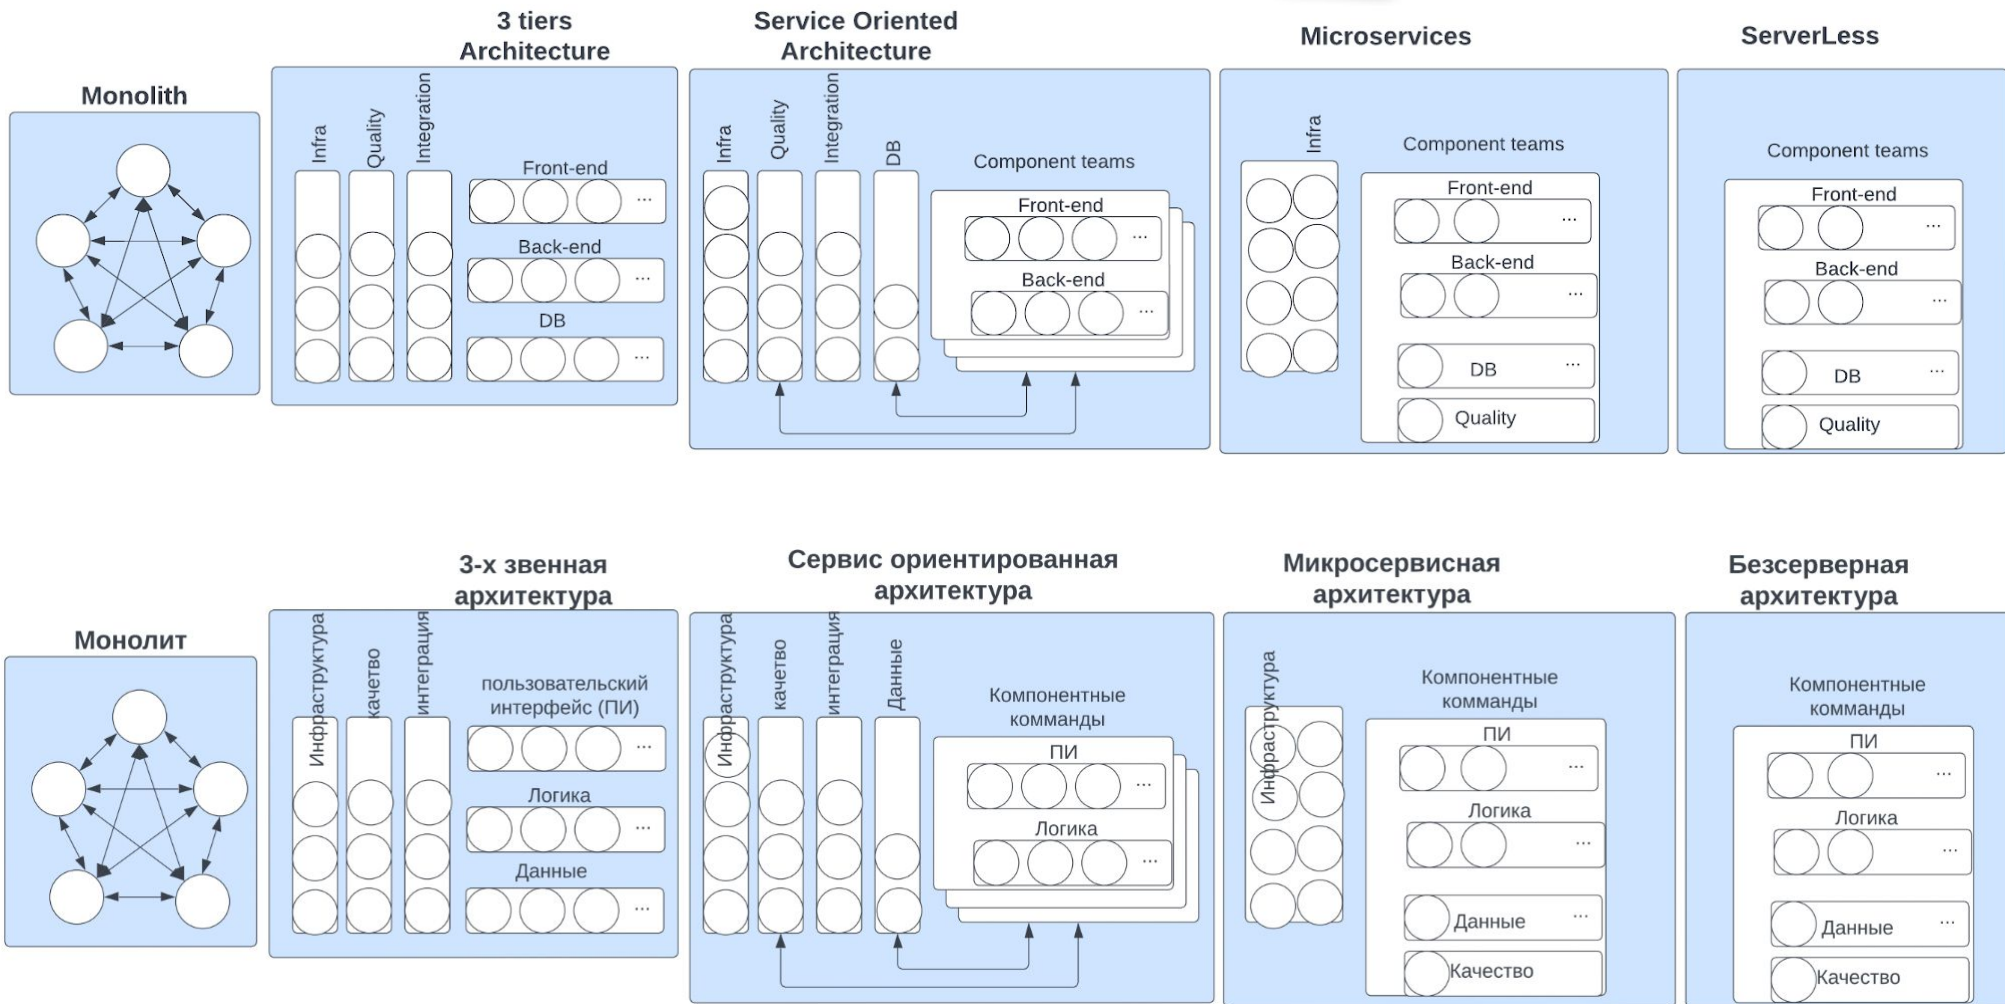 Monolith
3 tiers
Architecture
Infra
Quality
Integration
Front-end
...
Back-end
...
DB
...
Service Oriented
Architecture
Infra
Quality
Integration
DB
Component teams
Front-end
...
Back-end
...
Microservices
Infra
Component teams
Front-end
...
Back-end
...
DB
...
Quality
ServerLess
Component teams
Front-end
...
Back-end
...
DB
...
Quality
Монолит
3-х звенная
архитектура
Инфраструктура
качетво
интеграция
пользовательский
интерфейс (ПИ)
...
Логика
...
Данные
...
Сервис ориентированная
архитектура
Инфраструктура
качетво
интеграция
Данные
Компонентные
комманды
ПИ
...
Логика
...
Микросервисная
архитектура
Инфраструктура
Компонентные
комманды
ПИ
...
Логика
...
Данные
...
Качество
Безсерверная
архитектура
Компонентные
комманды
ПИ
...
Логика
...
Данные
...
Качество